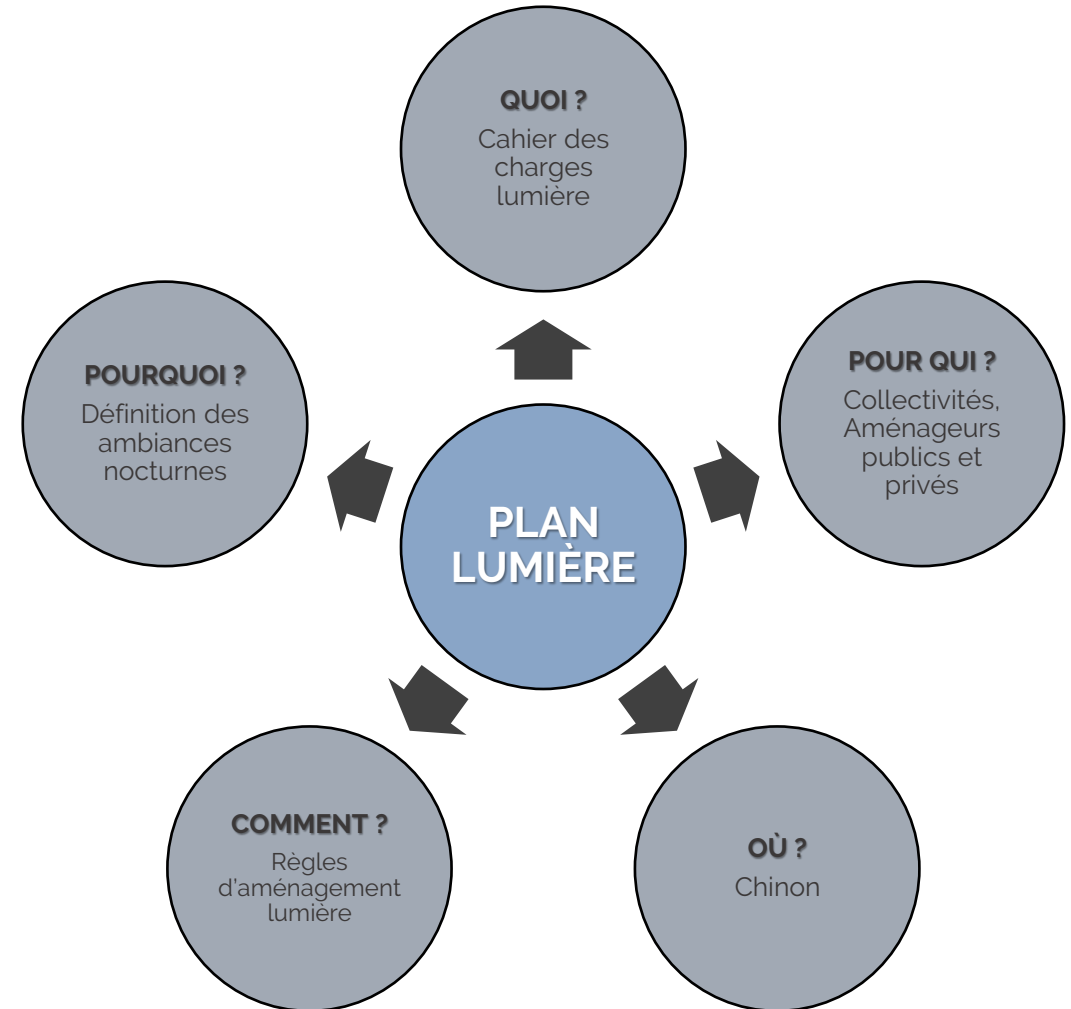 QUOI ?
Cahier des
charges
lumière
POUR QUI ?
Collectivités,
Aménageurs
publics et
privés
POURQUOI ?
Définition des
ambiances
nocturnes
PLAN
LUMIÈRE
COMMENT ?
Règles
d'aménagement
lumière
OÙ ?
Chinon